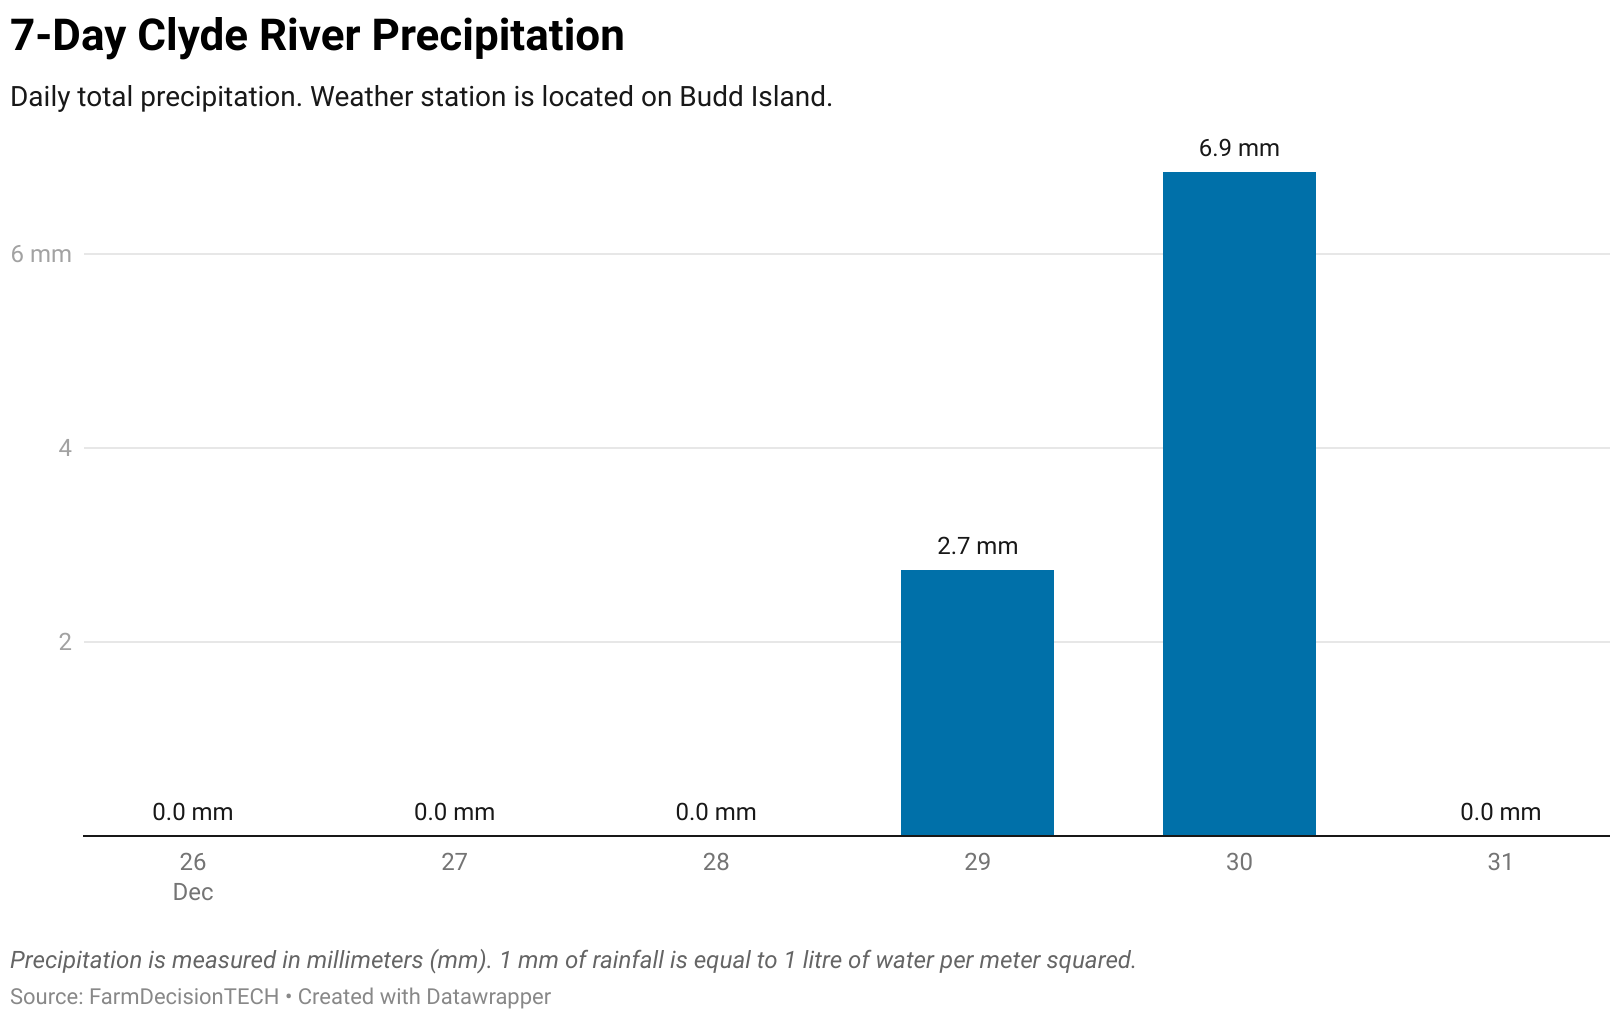 7-Day Clyde River Precipitation
Daily total precipitation. Weather station is located on Budd Island.
6.9 mm
6 mm
4
2.7 mm
2
0.0 mm 0.0 mm 0.0 mm 0.0 mm
26 27 28 29 30 31
Dec
Precipitation is measured in millimeters (mm). 1 mm of rainfall is equal to 1 litre of water per meter squared.
Source: FarmDecisionTECH • Created with Datawrapper